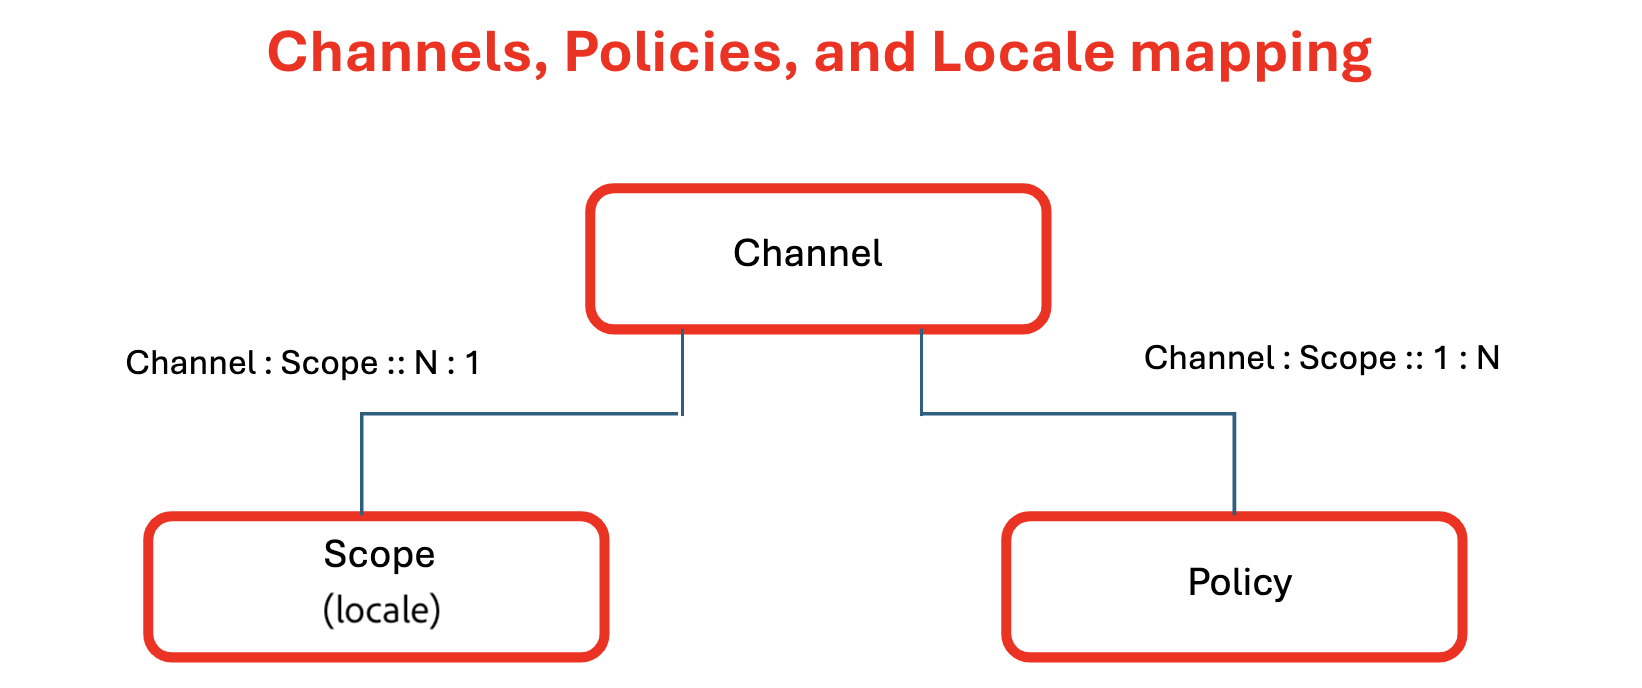 Channels, Policies, and Locale mapping
Channel
Channel : Scope :: N : 1
Channel : Scope :: 1 : N
Scope
(locale)
Policy